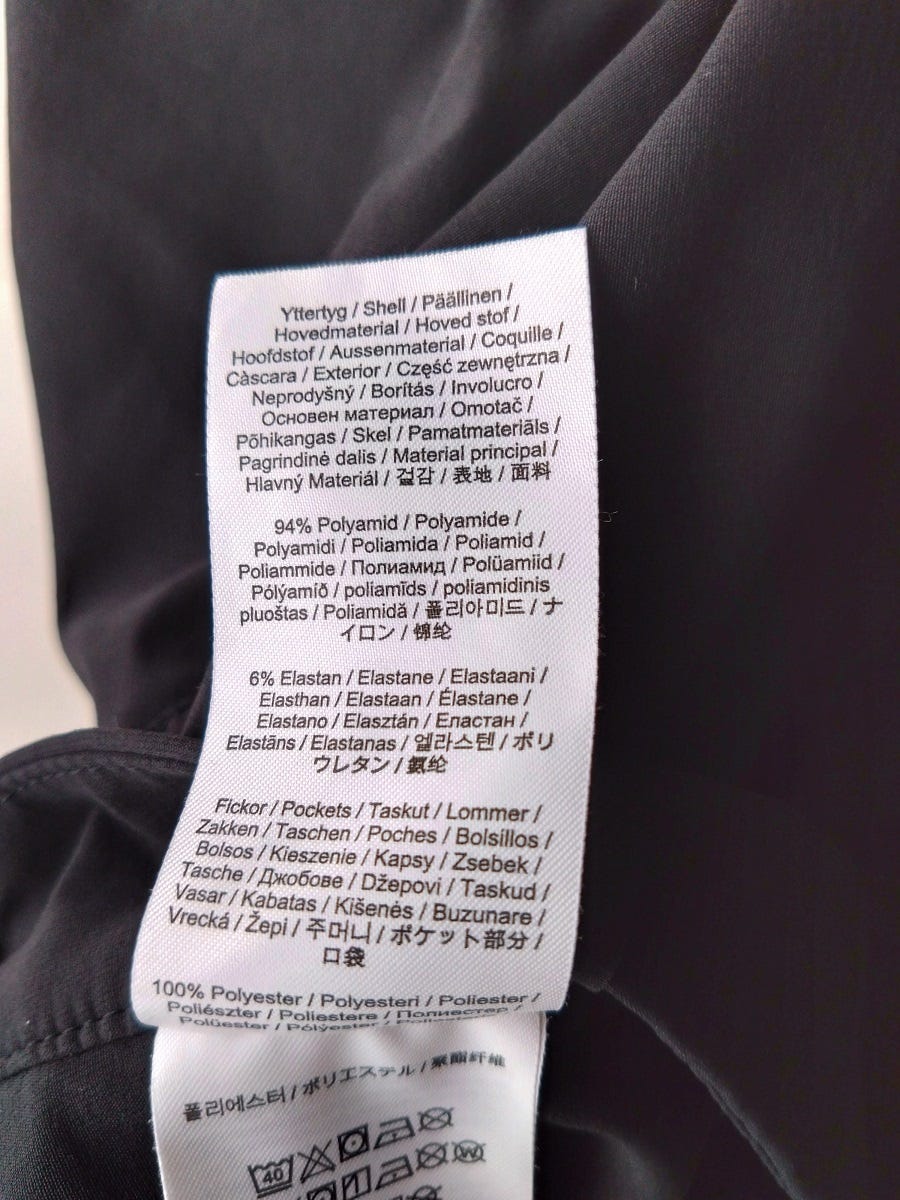 Yttertyg / Shell / Päällinen /
Hovedmaterial / Hoved stof /
Hoofdstof / Aussenmaterial / Coquille /
Càscara / Exterior / Część zewnętrzna /
Neprodyšný / Borítás / Involucro /
Основен материал / Omotač /
Põhikangas / Skel / Pamatmateriāls /
Pagrindinė dalis / Material principal /
Hlavný Materiál / 겉감 / 表地 / 面料
94% Polyamid / Polyamide /
Polyamidi / Poliamida / Poliamid /
Poliammide / Полиамид / Polüamiid /
Pólýamið / poliamīds / poliamidinis
pluoštas / Poliamidă / 폴리아미드 / ナ
イロン / 锦纶
6% Elastan / Elastane / Elastaani /
Elasthan / Elastaan / Élastane /
Elastano / Elasztán / Еластан /
Elastāns / Elastanas / 엘라스텐 / ポリ
ウレタン / 氨纶
Fickor / Pockets / Taskut / Lommer /
Zakken / Taschen / Poches / Bolsillos /
Bolsos / Kieszenie / Kapsy / Zsebek /
Tasche / Джобове / Džepovi / Taskud /
Vasar / Kabatas / Kišenės / Buzunare /
Vrecká / Žepi / 주머니 / ポケット部分 /
口袋
100% Polyester / Polyesteri / Poliester /
Poliészter / Poliestere / Полиестер /
Polüester / Pólýester / Poliesteris
폴리에스터 / ポリエステル / 聚酯纤维
40
W